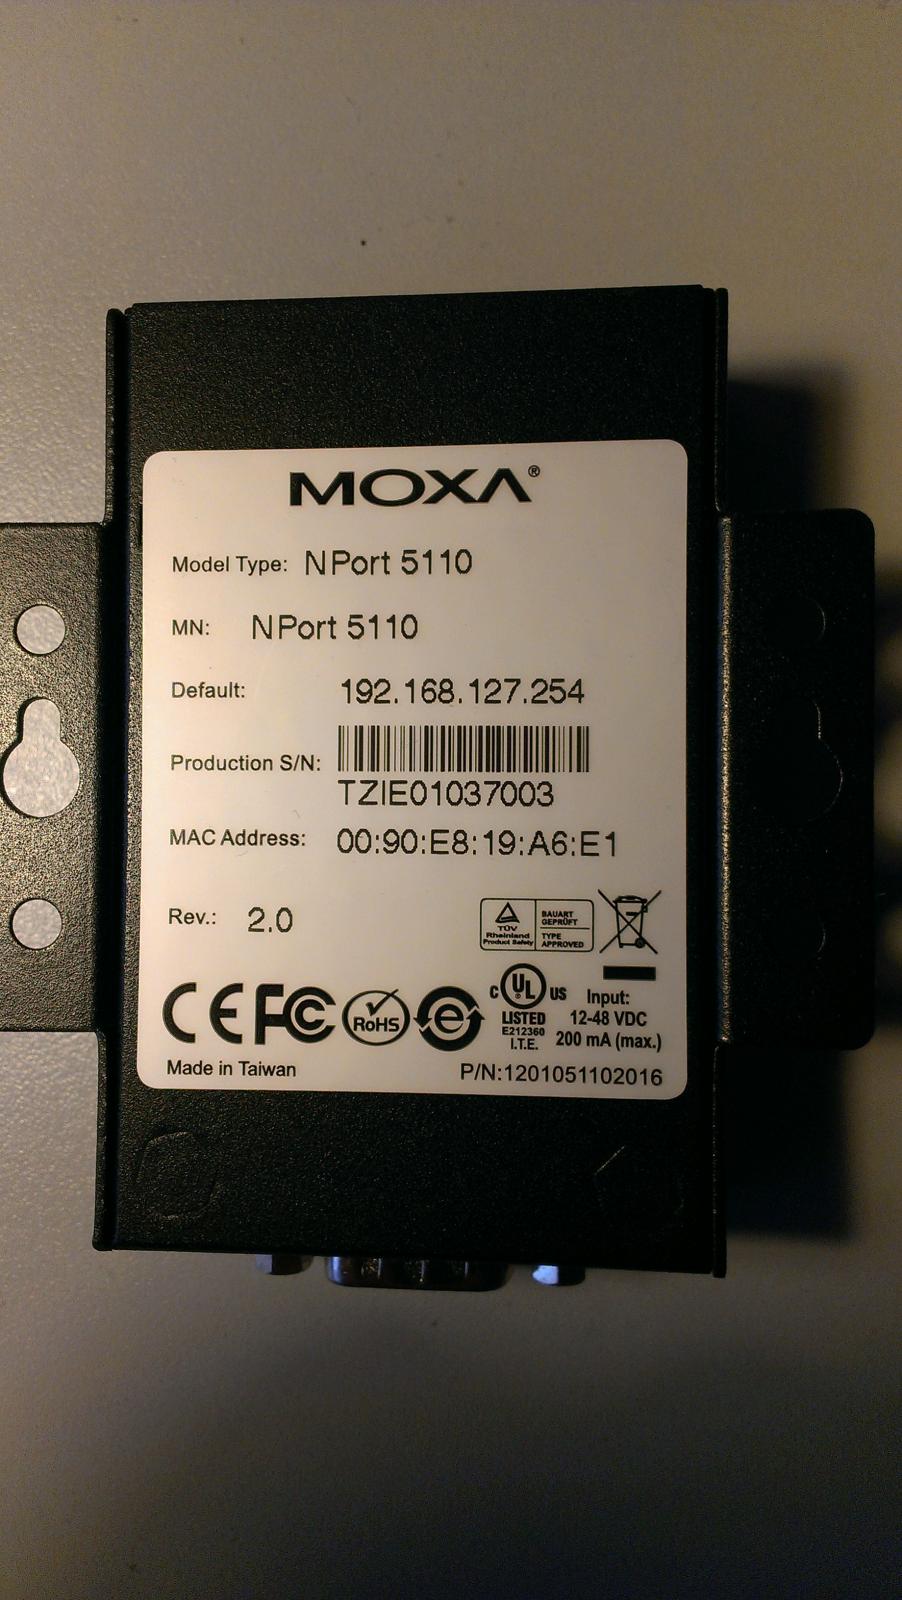 MOXA®
Model Type: NPort 5110
MN: NPort 5110
Default: 192.168.127.254
Production S/N:
TZIE01037003
MAC Address: 00:90:E8:19:A6:E1
Rev.: 2.0
TÜV
Rheinland
Product Safety
BAUART
GEPRÜFT
TYPE
APPROVED
CE FC RoHS e
C UL US
LISTED
E212360
I.T.E.
Input:
12-48 VDC
200 mA (max.)
Made in Taiwan
P/N:1201051102016